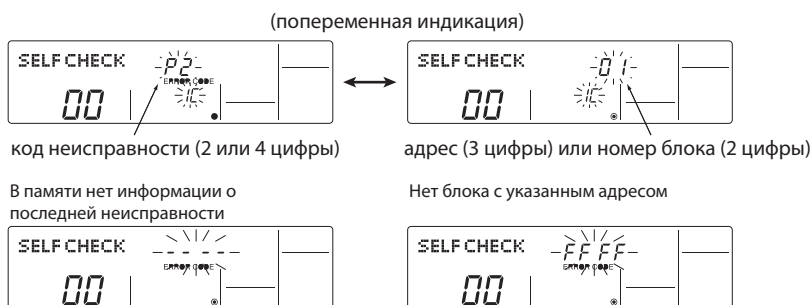 (попеременная индикация)
SELF CHECK P2 ERROR CODE IC 00
SELF CHECK 01 IC 00
код неисправности (2 или 4 цифры)
адрес (3 цифры) или номер блока (2 цифры)
В памяти нет информации о
последней неисправности
Нет блока с указанным адресом
SELF CHECK -- -- ERROR CODE 00
SELF CHECK FFFF ERROR CODE 00